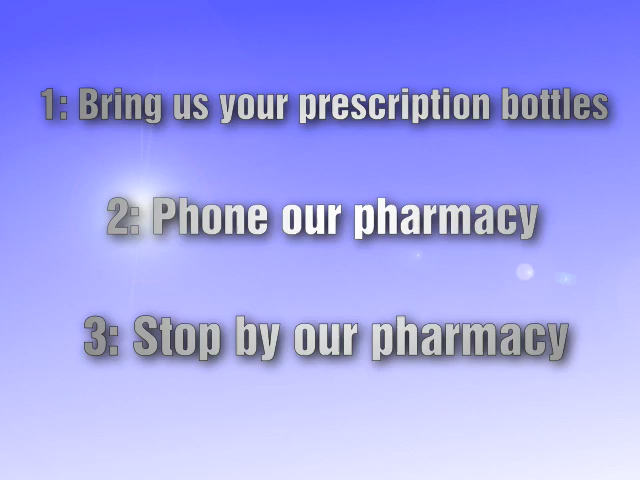 1: Bring us your prescription bottles
2: Phone our pharmacy
3: Stop by our pharmacy